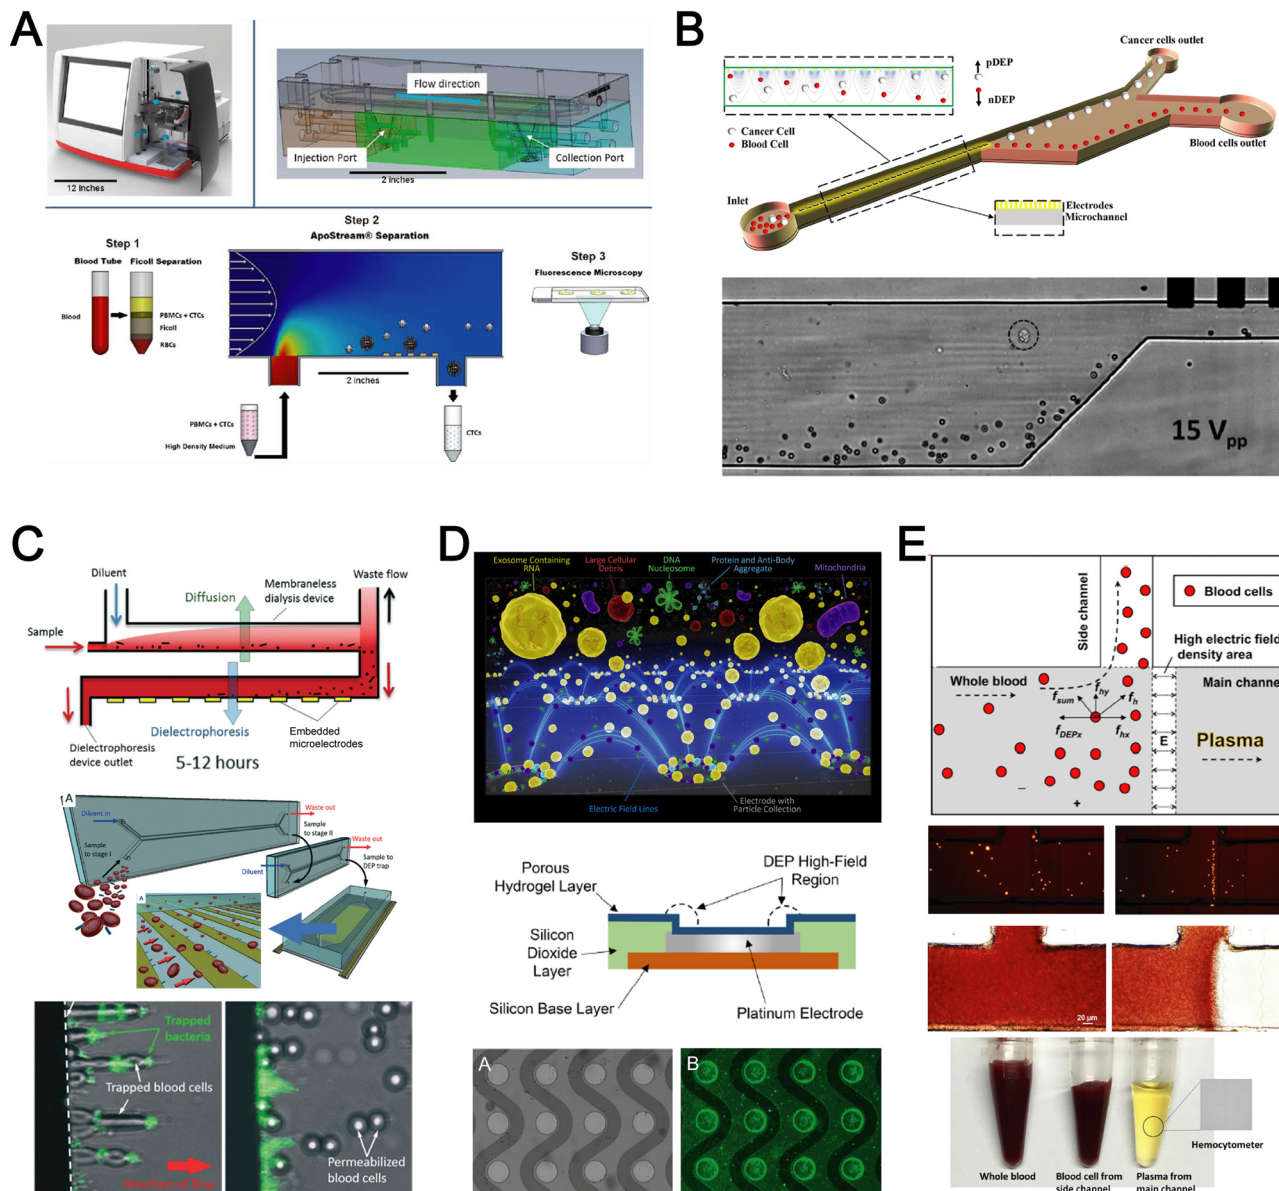 A
12 inches
Flow direction
Injection Port
Collection Port
2 inches
Step 1
Blood Tube
Ficoll Separation
Blood
PBMCs + CTCs
Ficoll
RBCs
Step 2
ApoStream® Separation
2 inches
PBMCs + CTCs
High Density Medium
CTCs
Step 3
Fluorescence Microscopy
B
pDEP
nDEP
Cancer Cell
Blood Cell
Cancer cells outlet
Blood cells outlet
Inlet
Electrodes
Microchannel
15 Vpp
C
Diluent
Membraneless
dialysis device
Waste flow
Diffusion
Sample
Dielectrophoresis
Embedded
microelectrodes
Dielectrophoresis
device outlet
5-12 hours
A
Diluent in
Sample
to stage I
Waste out
Sample
to stage II
Waste out
Diluent
Sample to
DEP trap
A
Trapped
bacteria
Trapped blood cells
Direction of flow
Permeabilized
blood cells
D
Exosome Containing
RNA
Large Cellular
Debris
DNA
Nucleosome
Protein and Anti-Body
Aggregate
Mitochondria
Electric Field Lines
Electrode with
Particle Collection
Porous
Hydrogel Layer
DEP High-Field
Region
Silicon
Dioxide
Layer
Silicon Base Layer
Platinum Electrode
A
B
E
Side channel
Blood cells
High electric field
density area
Whole blood
Main channe
fsum
fhy
fh
fDEPx
fhx
E
Plasma
−
+
20 μm
Hemocytometer
Whole blood
Blood cell from
side channel
Plasma from
main channel